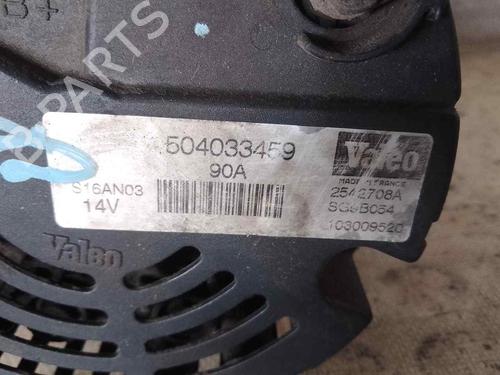 B+
B PARTS
504033459
90A
S16AN03
14V
Valeo
MADE IN FRANCE
2542708A
SG9B054
103009520
Valeo